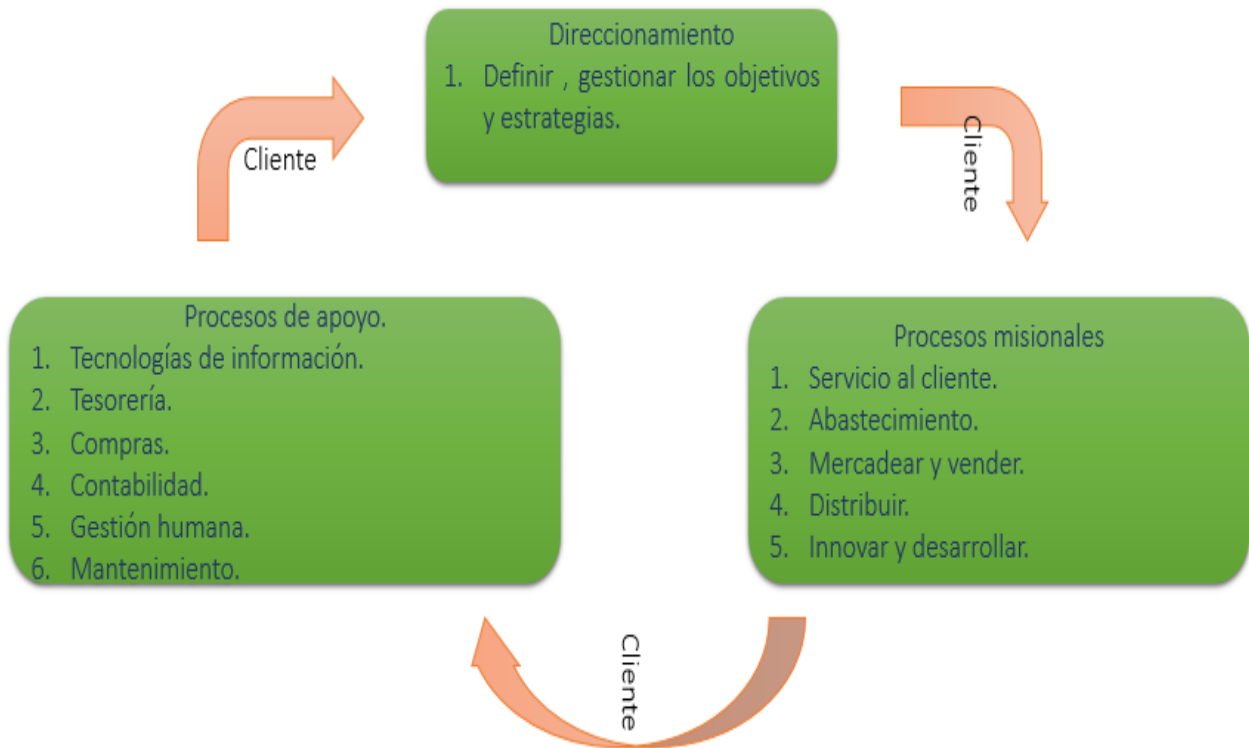 Direccionamiento
1. Definir , gestionar los objetivos
y estrategias.
Cliente
Cliente
Procesos de apoyo.
1. Tecnologías de información.
2. Tesorería.
3. Compras.
4. Contabilidad.
5. Gestión humana.
6. Mantenimiento.
Procesos misionales
1. Servicio al cliente.
2. Abastecimiento.
3. Mercadear y vender.
4. Distribuir.
5. Innovar y desarrollar.
Cliente